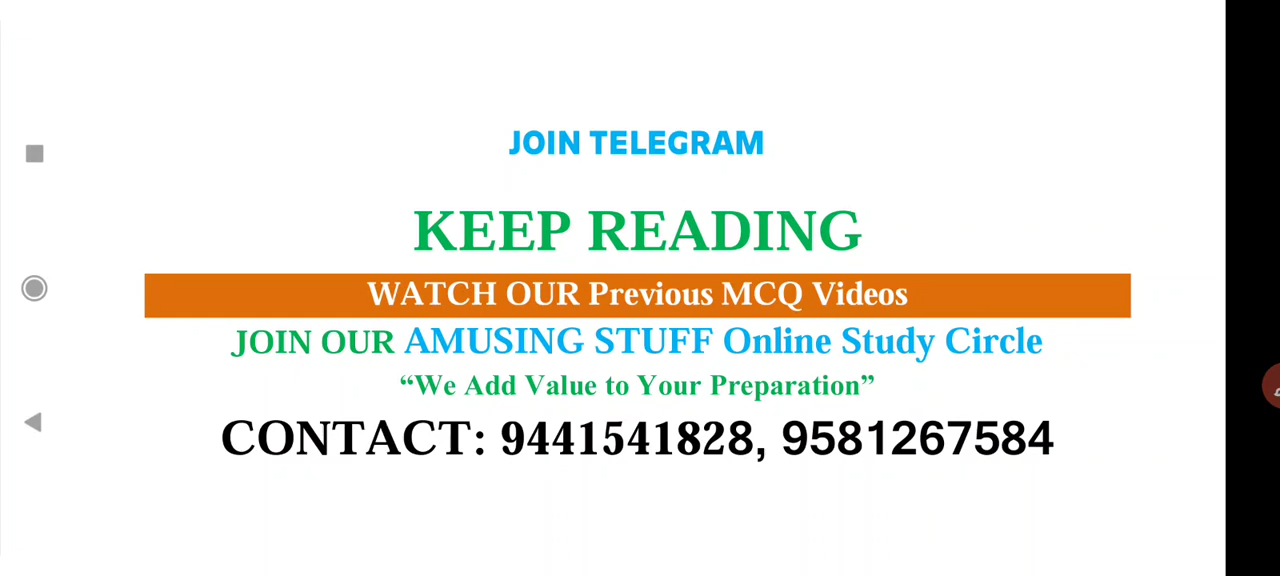 JOIN TELEGRAM
KEEP READING
WATCH OUR Previous MCQ Videos
JOIN OUR AMUSING STUFF Online Study Circle
“We Add Value to Your Preparation”
CONTACT: 9441541828, 9581267584